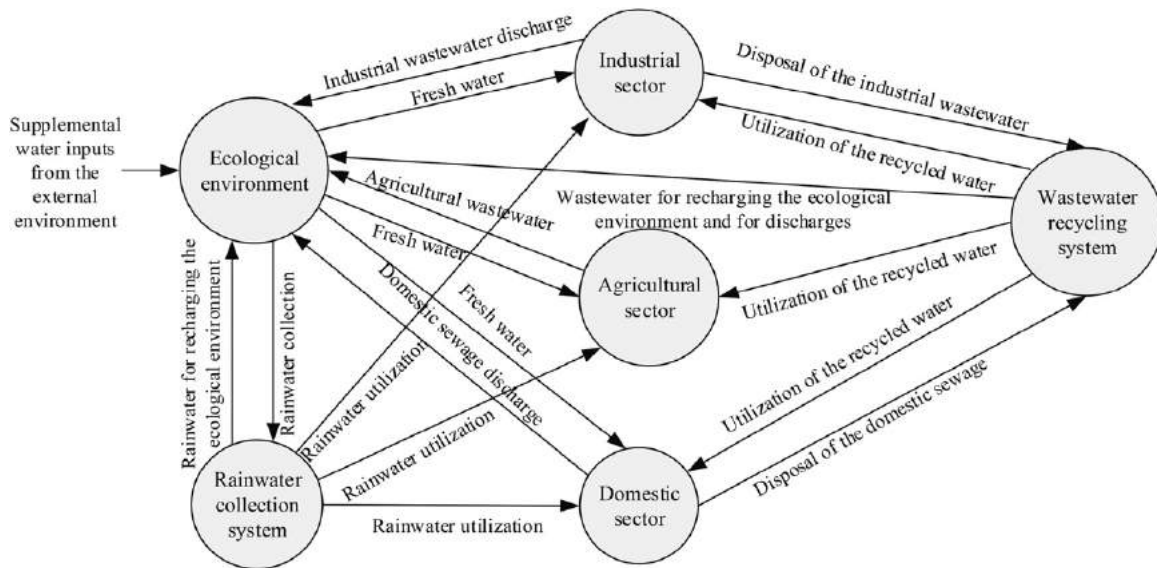 Industrial wastewater discharge
Fresh water
Industrial
sector
Disposal of the industrial wastewater
Utilization of the recycled water
Supplemental
water inputs
from the
external
environment
Ecological
environment
Agricultural wastewater
Fresh water
Wastewater for recharging the ecological
environment and for discharges
Wastewater
recycling
system
Agricultural
sector
Utilization of the recycled water
Rainwater for recharging the
ecological environment
Rainwater collection
Domestic sewage discharge
Fresh water
Rainwater utilization
Rainwater utilization
Utilization of the recycled water
Disposal of the domestic sewage
Rainwater
collection
system
Rainwater utilization
Domestic
sector